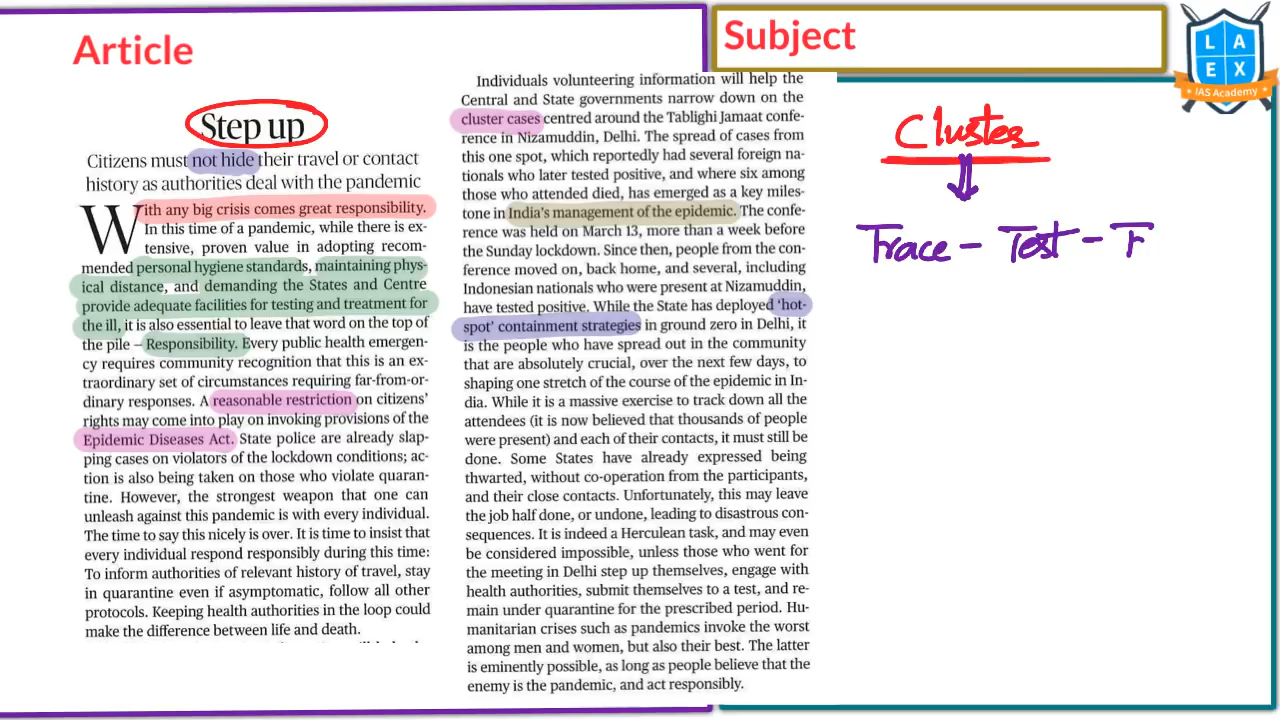 Article
Subject
L A
E X
IAS Academy
Step up
Citizens must not hide their travel or contact
history as authorities deal with the pandemic
With any big crisis comes great responsibility.
In this time of a pandemic, while there is ex-
tensive, proven value in adopting recom-
mended personal hygiene standards, maintaining phys-
ical distance, and demanding the States and Centre
provide adequate facilities for testing and treatment for
the ill, it is also essential to leave that word on the top of
the pile – Responsibility. Every public health emergen-
cy requires community recognition that this is an ex-
traordinary set of circumstances requiring far-from-or-
dinary responses. A reasonable restriction on citizens’
rights may come into play on invoking provisions of the
Epidemic Diseases Act. State police are already slap-
ping cases on violators of the lockdown conditions; ac-
tion is also being taken on those who violate quaran-
tine. However, the strongest weapon that one can
unleash against this pandemic is with every individual.
The time to say this nicely is over. It is time to insist that
every individual respond responsibly during this time:
To inform authorities of relevant history of travel, stay
in quarantine even if asymptomatic, follow all other
protocols. Keeping health authorities in the loop could
make the difference between life and death.
Individuals volunteering information will help the
Central and State governments narrow down on the
cluster cases centred around the Tablighi Jamaat confe-
rence in Nizamuddin, Delhi. The spread of cases from
this one spot, which reportedly had several foreign na-
tionals who later tested positive, and where six among
those who attended died, has emerged as a key miles-
tone in India’s management of the epidemic. The confe-
rence was held on March 13, more than a week before
the Sunday lockdown. Since then, people from the con-
ference moved on, back home, and several, including
Indonesian nationals who were present at Nizamuddin,
have tested positive. While the State has deployed ‘hot-
spot’ containment strategies in ground zero in Delhi, it
is the people who have spread out in the community
that are absolutely crucial, over the next few days, to
shaping one stretch of the course of the epidemic in In-
dia. While it is a massive exercise to track down all the
attendees (it is now believed that thousands of people
were present) and each of their contacts, it must still be
done. Some States have already expressed being
thwarted, without co-operation from the participants,
and their close contacts. Unfortunately, this may leave
the job half done, or undone, leading to disastrous con-
sequences. It is indeed a Herculean task, and may even
be considered impossible, unless those who went for
the meeting in Delhi step up themselves, engage with
health authorities, submit themselves to a test, and re-
main under quarantine for the prescribed period. Hu-
manitarian crises such as pandemics invoke the worst
among men and women, but also their best. The latter
is eminently possible, as long as people believe that the
enemy is the pandemic, and act responsibly.
Cluster
Trace – Test –